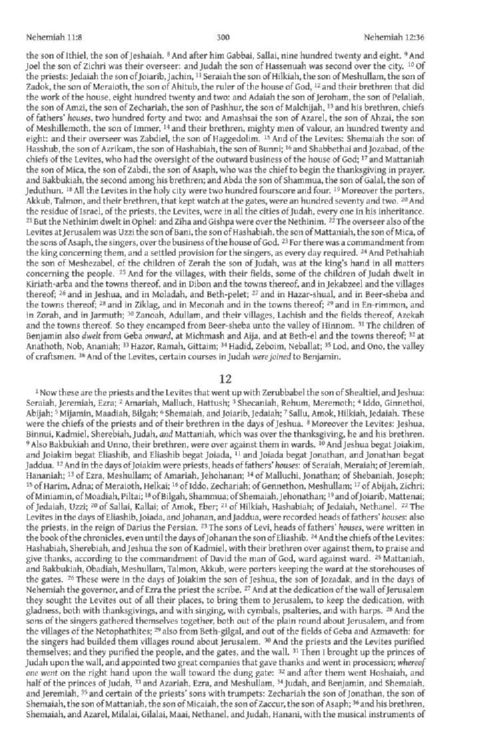 Nehemiah 11:8 300 Nehemiah 12:36
the son of Ithiel, the son of Jeshaiah. 8 And after him Gabbai, Sallai, nine hundred twenty and eight. 9 And
Joel the son of Zichri was their overseer: and Judah the son of Hassenuah was second over the city. 10 Of
the priests: Jedaiah the son of Joiarib, Jachin, 11 Seraiah the son of Hilkiah, the son of Meshullam, the son of
Zadok, the son of Meraioth, the son of Ahitub, the ruler of the house of God, 12 and their brethren that did
the work of the house, eight hundred twenty and two: and Adaiah the son of Jeroham, the son of Pelaliah,
the son of Amzi, the son of Zechariah, the son of Pashhur, the son of Malchijah, 13 and his brethren, chiefs
of fathers' houses, two hundred forty and two: and Amashsai the son of Azarel, the son of Ahzai, the son
of Meshillemoth, the son of Immer, 14 and their brethren, mighty men of valour, an hundred twenty and
eight: and their overseer was Zabdiel, the son of Haggedolim. 15 And of the Levites: Shemaiah the son of
Hasshub, the son of Azrikam, the son of Hashabiah, the son of Bunni; 16 and Shabbethai and Jozabad, of the
chiefs of the Levites, who had the oversight of the outward business of the house of God; 17 and Mattaniah
the son of Mica, the son of Zabdi, the son of Asaph, who was the chief to begin the thanksgiving in prayer,
and Bakbukiah, the second among his brethren; and Abda the son of Shammua, the son of Galal, the son of
Jeduthun. 18 All the Levites in the holy city were two hundred fourscore and four. 19 Moreover the porters,
Akkub, Talmon, and their brethren, that kept watch at the gates, were an hundred seventy and two. 20 And
the residue of Israel, of the priests, the Levites, were in all the cities of Judah, every one in his inheritance.
21 But the Nethinim dwelt in Ophel: and Ziha and Gishpa were over the Nethinim. 22 The overseer also of the
Levites at Jerusalem was Uzzi the son of Bani, the son of Hashabiah, the son of Mattaniah, the son of Mica, of
the sons of Asaph, the singers, over the business of the house of God. 23 For there was a commandment from
the king concerning them, and a settled provision for the singers, as every day required. 24 And Pethahiah
the son of Meshezabel, of the children of Zerah the son of Judah, was at the king's hand in all matters
concerning the people. 25 And for the villages, with their fields, some of the children of Judah dwelt in
Kiriath-arba and the towns thereof, and in Dibon and the towns thereof, and in Jekabzeel and the villages
thereof; 26 and in Jeshua, and in Moladah, and Beth-pelet; 27 and in Hazar-shual, and in Beer-sheba and
the towns thereof; 28 and in Ziklag, and in Meconah and in the towns thereof; 29 and in En-rimmon, and
in Zorah, and in Jarmuth; 30 Zanoah, Adullam, and their villages, Lachish and the fields thereof, Azekah
and the towns thereof. So they encamped from Beer-sheba unto the valley of Hinnom. 31 The children of
Benjamin also dwelt from Geba onward, at Michmash and Aija, and at Beth-el and the towns thereof; 32 at
Anathoth, Nob, Ananiah; 33 Hazor, Ramah, Gittaim; 34 Hadid, Zeboim, Neballat; 35 Lod, and Ono, the valley
of craftsmen. 36 And of the Levites, certain courses in Judah were joined to Benjamin.
12
1 Now these are the priests and the Levites that went up with Zerubbabel the son of Shealtiel, and Jeshua:
Seraiah, Jeremiah, Ezra; 2 Amariah, Malluch, Hattush; 3 Shecaniah, Rehum, Meremoth; 4 Iddo, Ginnethoi,
Abijah; 5 Mijamin, Maadiah, Bilgah; 6 Shemaiah, and Joiarib, Jedaiah; 7 Sallu, Amok, Hilkiah, Jedaiah. These
were the chiefs of the priests and of their brethren in the days of Jeshua. 8 Moreover the Levites: Jeshua,
Binnui, Kadmiel, Sherebiah, Judah, and Mattaniah, which was over the thanksgiving, he and his brethren.
9 Also Bakbukiah and Unno, their brethren, were over against them in wards. 10 And Jeshua begat Joiakim,
and Joiakim begat Eliashib, and Eliashib begat Joiada, 11 and Joiada begat Jonathan, and Jonathan begat
Jaddua. 12 And in the days of Joiakim were priests, heads of fathers' houses: of Seraiah, Meraiah; of Jeremiah,
Hananiah; 13 of Ezra, Meshullam; of Amariah, Jehohanan; 14 of Malluchi, Jonathan; of Shebaniah, Joseph;
15 of Harim, Adna; of Meraioth, Helkai; 16 of Iddo, Zechariah; of Ginnethon, Meshullam; 17 of Abijah, Zichri;
of Miniamin, of Moadiah, Piltai; 18 of Bilgah, Shammua; of Shemaiah, Jehonathan; 19 and of Joiarib, Mattenai;
of Jedaiah, Uzzi; 20 of Sallai, Kallai; of Amok, Eber; 21 of Hilkiah, Hashabiah; of Jedaiah, Nethanel. 22 The
Levites in the days of Eliashib, Joiada, and Johanan, and Jaddua, were recorded heads of fathers' houses: also
the priests, in the reign of Darius the Persian. 23 The sons of Levi, heads of fathers' houses, were written in
the book of the chronicles, even until the days of Johanan the son of Eliashib. 24 And the chiefs of the Levites:
Hashabiah, Sherebiah, and Jeshua the son of Kadmiel, with their brethren over against them, to praise and
give thanks, according to the commandment of David the man of God, ward against ward. 25 Mattaniah,
and Bakbukiah, Obadiah, Meshullam, Talmon, Akkub, were porters keeping the ward at the storehouses of
the gates. 26 These were in the days of Joiakim the son of Jeshua, the son of Jozadak, and in the days of
Nehemiah the governor, and of Ezra the priest the scribe. 27 And at the dedication of the wall of Jerusalem
they sought the Levites out of all their places, to bring them to Jerusalem, to keep the dedication, with
gladness, both with thanksgivings, and with singing, with cymbals, psalteries, and with harps. 28 And the
sons of the singers gathered themselves together, both out of the plain round about Jerusalem, and from
the villages of the Netophathites; 29 also from Beth-gilgal, and out of the fields of Geba and Azmaveth: for
the singers had builded them villages round about Jerusalem. 30 And the priests and the Levites purified
themselves; and they purified the people, and the gates, and the wall. 31 Then I brought up the princes of
Judah upon the wall, and appointed two great companies that gave thanks and went in procession; whereof
one went on the right hand upon the wall toward the dung gate: 32 and after them went Hoshaiah, and
half of the princes of Judah, 33 and Azariah, Ezra, and Meshullam, 34 Judah, and Benjamin, and Shemaiah,
and Jeremiah, 35 and certain of the priests' sons with trumpets: Zechariah the son of Jonathan, the son of
Shemaiah, the son of Mattaniah, the son of Micaiah, the son of Zaccur, the son of Asaph; 36 and his brethren,
Shemaiah, and Azarel, Milalai, Gilalai, Maai, Nethanel, and Judah, Hanani, with the musical instruments of